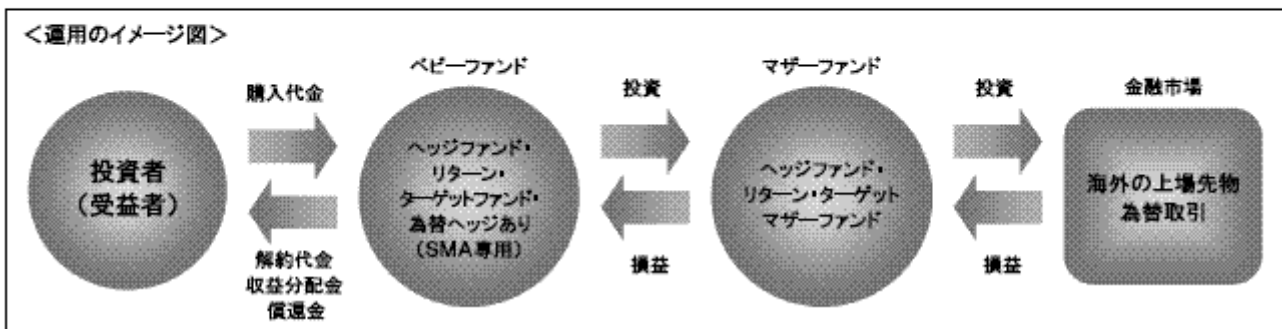 ＜運用のイメージ図＞
ベビーファンド
マザーファンド
購入代金
投資
投資
金融市場
投資者
（受益者）
ヘッジファンド・
リターン・
ターゲットファンド・
為替ヘッジあり
（SMA専用）
ヘッジファンド・
リターン・ターゲット
マザーファンド
海外の上場先物
為替取引
解約代金
収益分配金
償還金
損益
損益